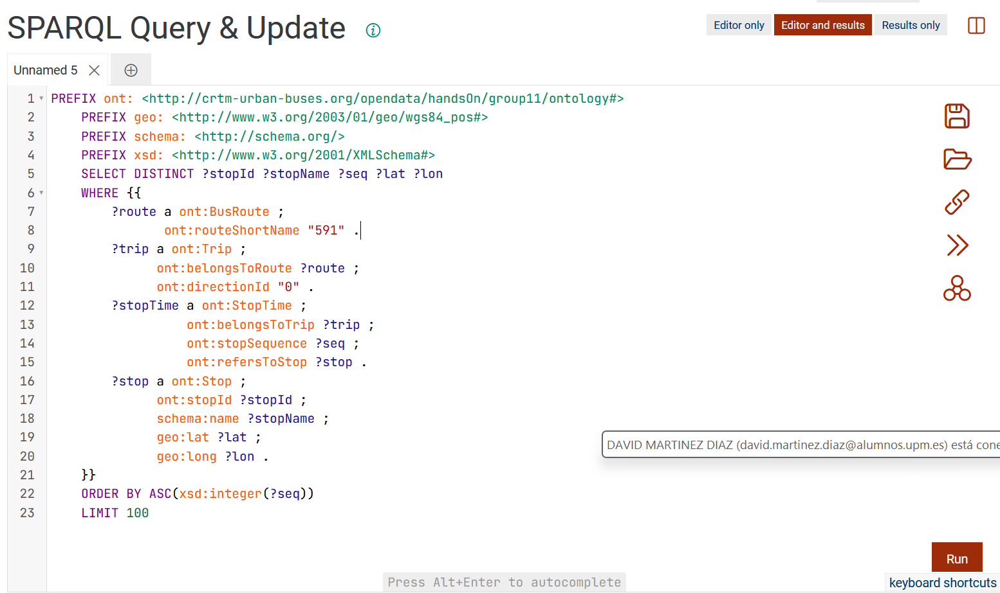 SPARQL Query & Update
Editor only
Editor and results
Results only
Unnamed 5
1 PREFIX ont: <http://crtm-urban-buses.org/opendata/handsOn/group11/ontology#>
2 PREFIX geo: <http://www.w3.org/2003/01/geo/wgs84_pos#>
3 PREFIX schema: <http://schema.org/>
4 PREFIX xsd: <http://www.w3.org/2001/XMLSchema#>
5 SELECT DISTINCT ?stopId ?stopName ?seq ?lat ?lon
6 WHERE {{
7 ?route a ont:BusRoute ;
8 ont:routeShortName "591" .
9 ?trip a ont:Trip ;
10 ont:belongsToRoute ?route ;
11 ont:directionId "0" .
12 ?stopTime a ont:StopTime ;
13 ont:belongsToTrip ?trip ;
14 ont:stopSequence ?seq ;
15 ont:refersToStop ?stop .
16 ?stop a ont:Stop ;
17 ont:stopId ?stopId ;
18 schema:name ?stopName ;
19 geo:lat ?lat ;
20 geo:long ?lon .
21 }}
22 ORDER BY ASC(xsd:integer(?seq))
23 LIMIT 100
DAVID MARTINEZ DIAZ (david.martinez.diaz@alumnos.upm.es) está cone
Run
Press Alt+Enter to autocomplete
keyboard shortcuts